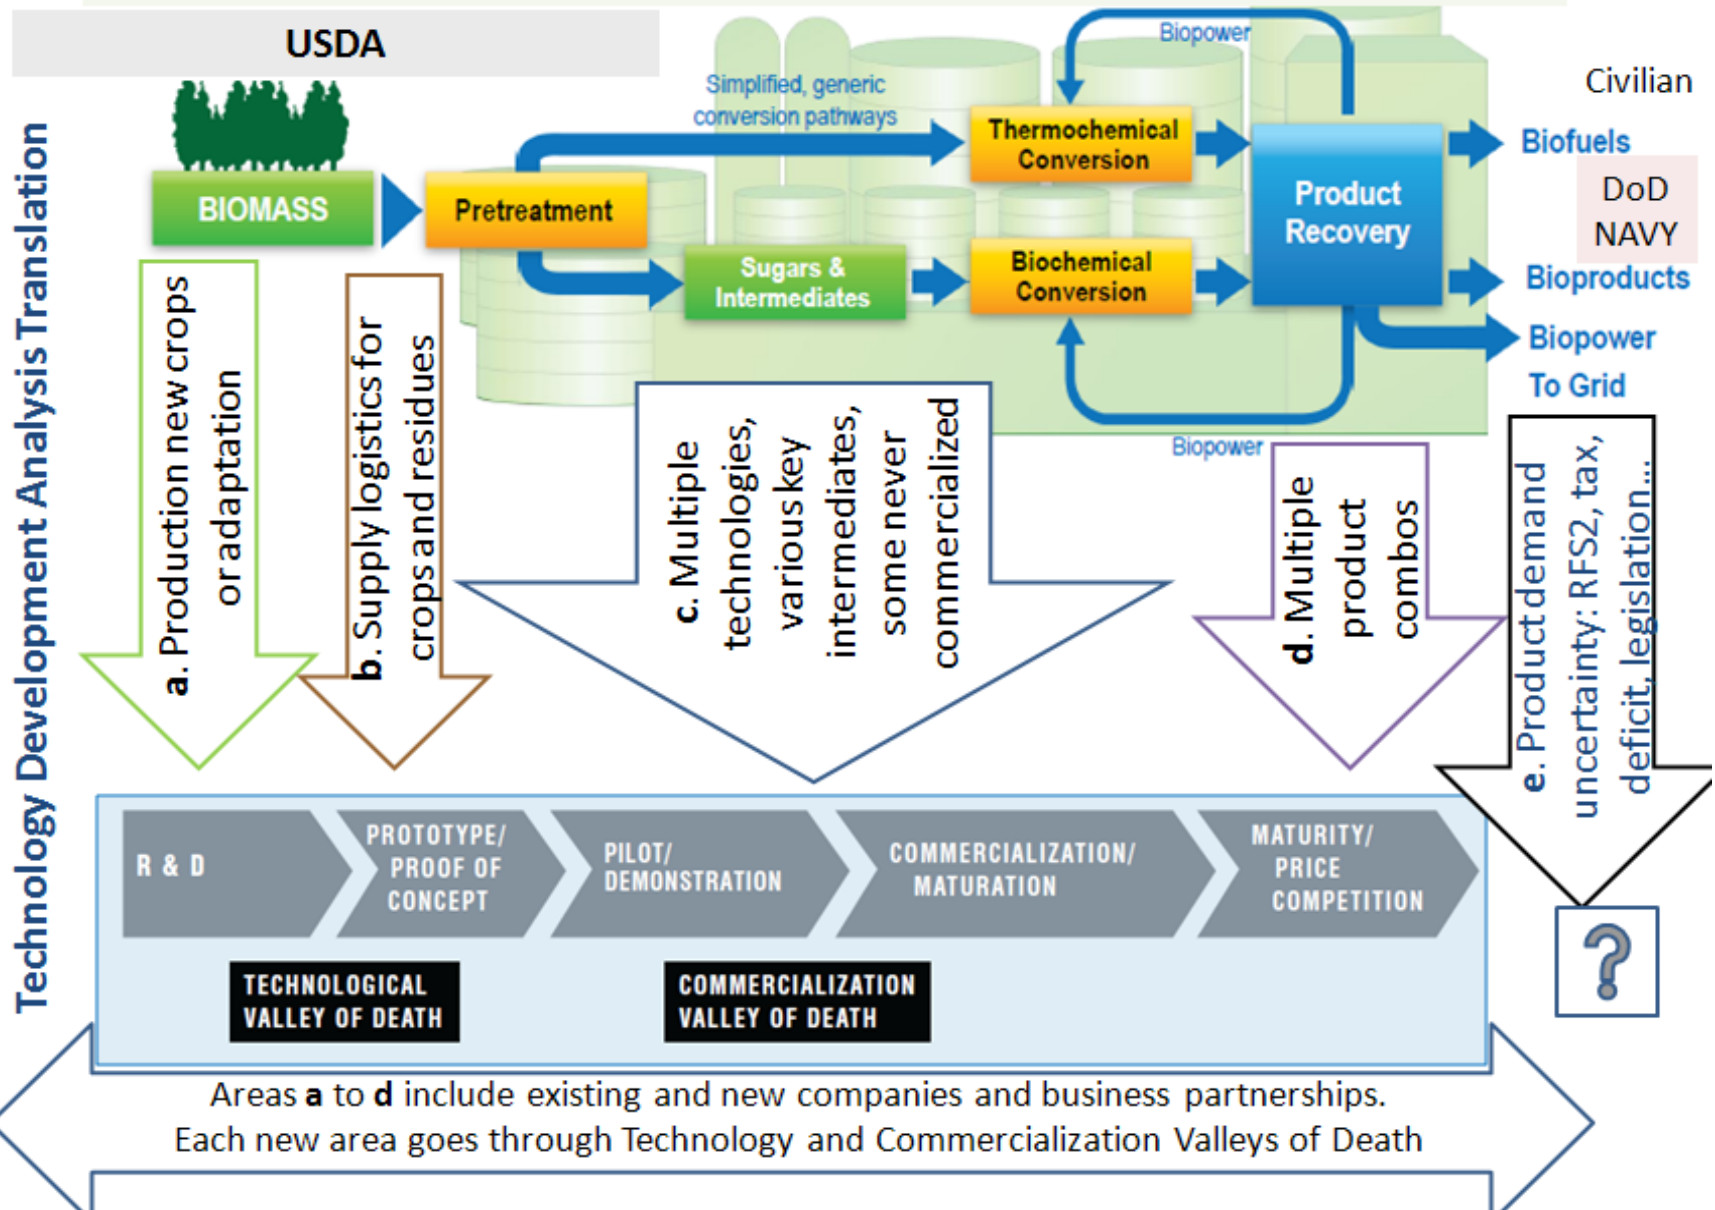 USDA
Simplified, generic
conversion pathways
Biopower
Civilian
BIOMASS
Pretreatment
Thermochemical
Conversion
Sugars &
Intermediates
Biochemical
Conversion
Product
Recovery
Biofuels
DoD
NAVY
Bioproducts
Biopower
To Grid
Biopower
Technology Development Analysis Translation
a. Production new crops
or adaptation
b. Supply logistics for
crops and residues
c. Multiple
technologies,
various key
intermediates,
some never
commercialized
d. Multiple
product
combos
e. Product demand
uncertainty: RFS2, tax,
deficit, legislation...
R & D
PROTOTYPE/
PROOF OF
CONCEPT
PILOT/
DEMONSTRATION
COMMERCIALIZATION/
MATURATION
MATURITY/
PRICE
COMPETITION
?
TECHNOLOGICAL
VALLEY OF DEATH
COMMERCIALIZATION
VALLEY OF DEATH
Areas a to d include existing and new companies and business partnerships.
Each new area goes through Technology and Commercialization Valleys of Death